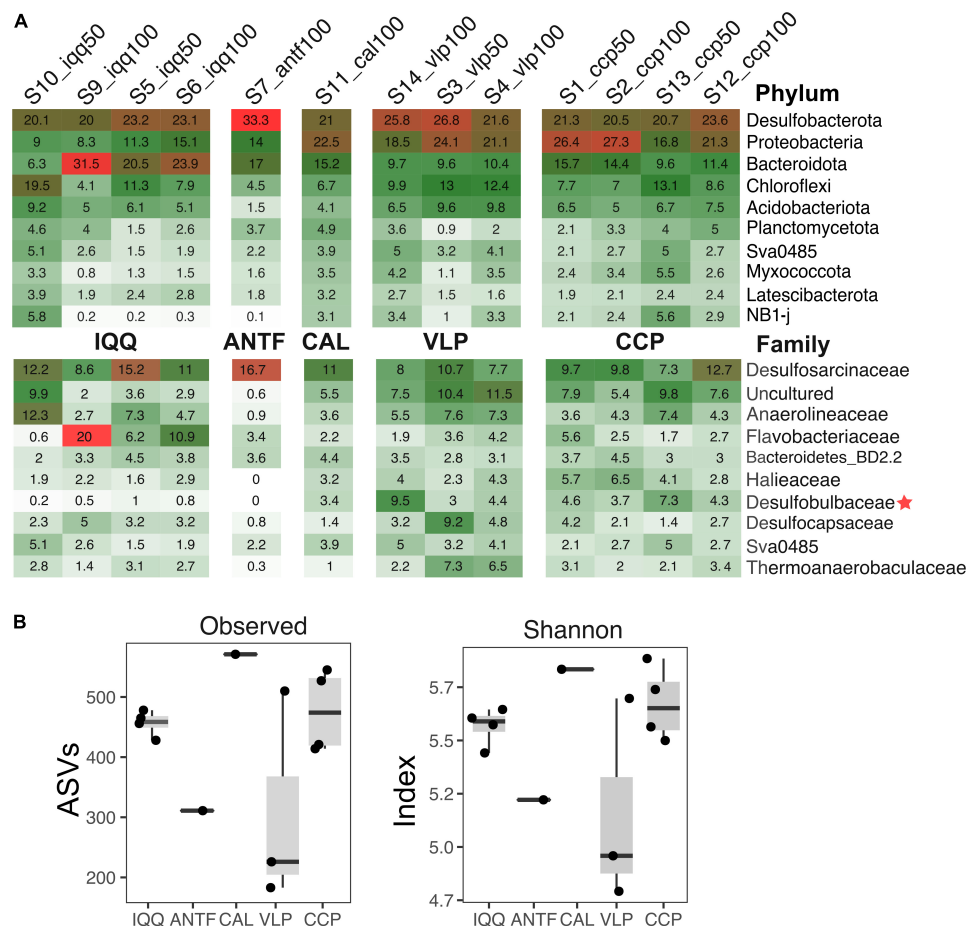 A
S10_iqq50 S9_iqq100 S5_iqq50 S6_iqq100 S7_antf100 S11_cal100 S14_vlp100 S3_vlp50 S4_vlp100 S1_ccp50 S2_ccp100 S13_ccp50 S12_ccp100
Phylum
20.1 20 23.2 23.1 33.3 21 25.8 26.8 21.6 21.3 20.5 20.7 23.6 Desulfobacterota
9 8.3 11.3 15.1 14 22.5 18.5 24.1 21.1 26.4 27.3 16.8 21.3 Proteobacteria
6.3 31.5 20.5 23.9 17 15.2 9.7 9.6 10.4 15.7 14.4 9.6 11.4 Bacteroidota
19.5 4.1 11.3 7.9 4.5 6.7 9.9 13 12.4 7.7 7 13.1 8.6 Chloroflexi
9.2 5 6.1 5.1 1.5 4.1 6.5 9.6 9.8 6.5 5 6.7 7.5 Acidobacteriota
4.6 4 1.5 2.6 3.7 4.9 3.6 0.9 2 2.1 3.3 4 5 Planctomycetota
5.1 2.6 1.5 1.9 2.2 3.9 5 3.2 4.1 2.1 2.7 5 2.7 Sva0485
3.3 0.8 1.3 1.5 1.6 3.5 4.2 1.1 3.5 2.4 3.4 5.5 2.6 Myxococcota
3.9 1.9 2.4 2.8 1.8 3.2 2.7 1.5 1.6 1.9 2.1 2.4 2.4 Latescibacterota
5.8 0.2 0.2 0.3 0.1 3.1 3.4 1 3.3 2.1 2.4 5.6 2.9 NB1-j
IQQ ANTF CAL VLP CCP Family
12.2 8.6 15.2 11 16.7 11 8 10.7 7.7 9.7 9.8 7.3 12.7 Desulfosarcinaceae
9.9 2 3.6 2.9 0.6 5.5 7.5 10.4 11.5 7.9 5.4 9.8 7.6 Uncultured
12.3 2.7 7.3 4.7 0.9 3.6 5.5 7.6 7.3 3.6 4.3 7.4 4.3 Anaerolineaceae
0.6 20 6.2 10.9 3.4 2.2 1.9 3.6 4.2 5.6 2.5 1.7 2.7 Flavobacteriaceae
2 3.3 4.5 3.8 3.6 4.4 3.5 2.8 3.1 3.7 4.5 3 3 Bacteroidetes_BD2.2
1.9 2.2 1.6 2.9 0 3.2 4 2.3 4.3 5.7 6.5 4.1 2.8 Halieaceae
0.2 0.5 1 0.8 0 3.4 9.5 3 4.4 4.6 3.7 7.3 4.3 Desulfobulbaceae
2.3 5 3.2 3.2 0.8 1.4 3.2 9.2 4.8 4.2 2.1 1.4 2.7 Desulfocapsaceae
5.1 2.6 1.5 1.9 2.2 3.9 5 3.2 4.1 2.1 2.7 5 2.7 Sva0485
2.8 1.4 3.1 2.7 0.3 1 2.2 7.3 6.5 3.1 2 2.1 3.4 Thermoanaerobaculaceae
B
Observed
ASVs
500
400
300
200
IQQ ANTF CAL VLP CCP
Shannon
Index
5.7
5.5
5.2
5.0
4.7
IQQ ANTF CAL VLP CCP